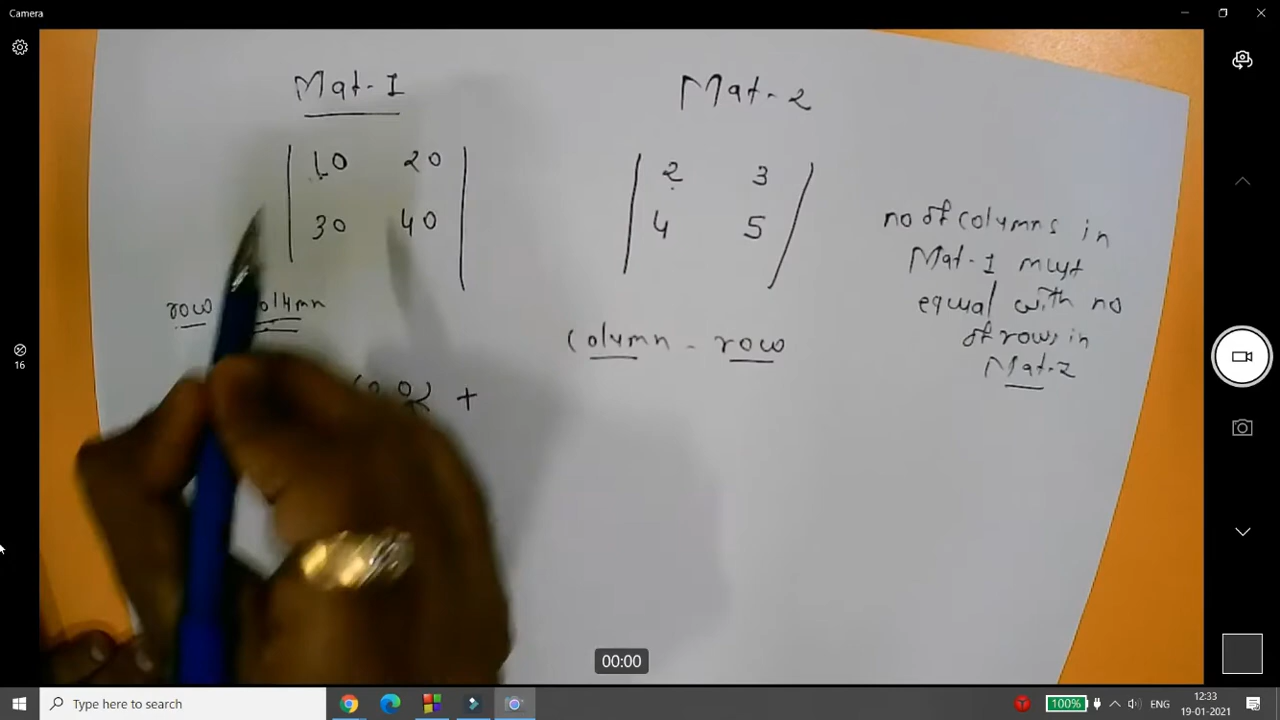 Camera
Mat-I
Mat-2
10 20
30 40
2 3
4 5
no of columns in
Mat-I must
equal with no
of rows in
Mat-2
row
column - row
+
16
00:00
Type here to search
100%
ENG
12:33
19-01-2021